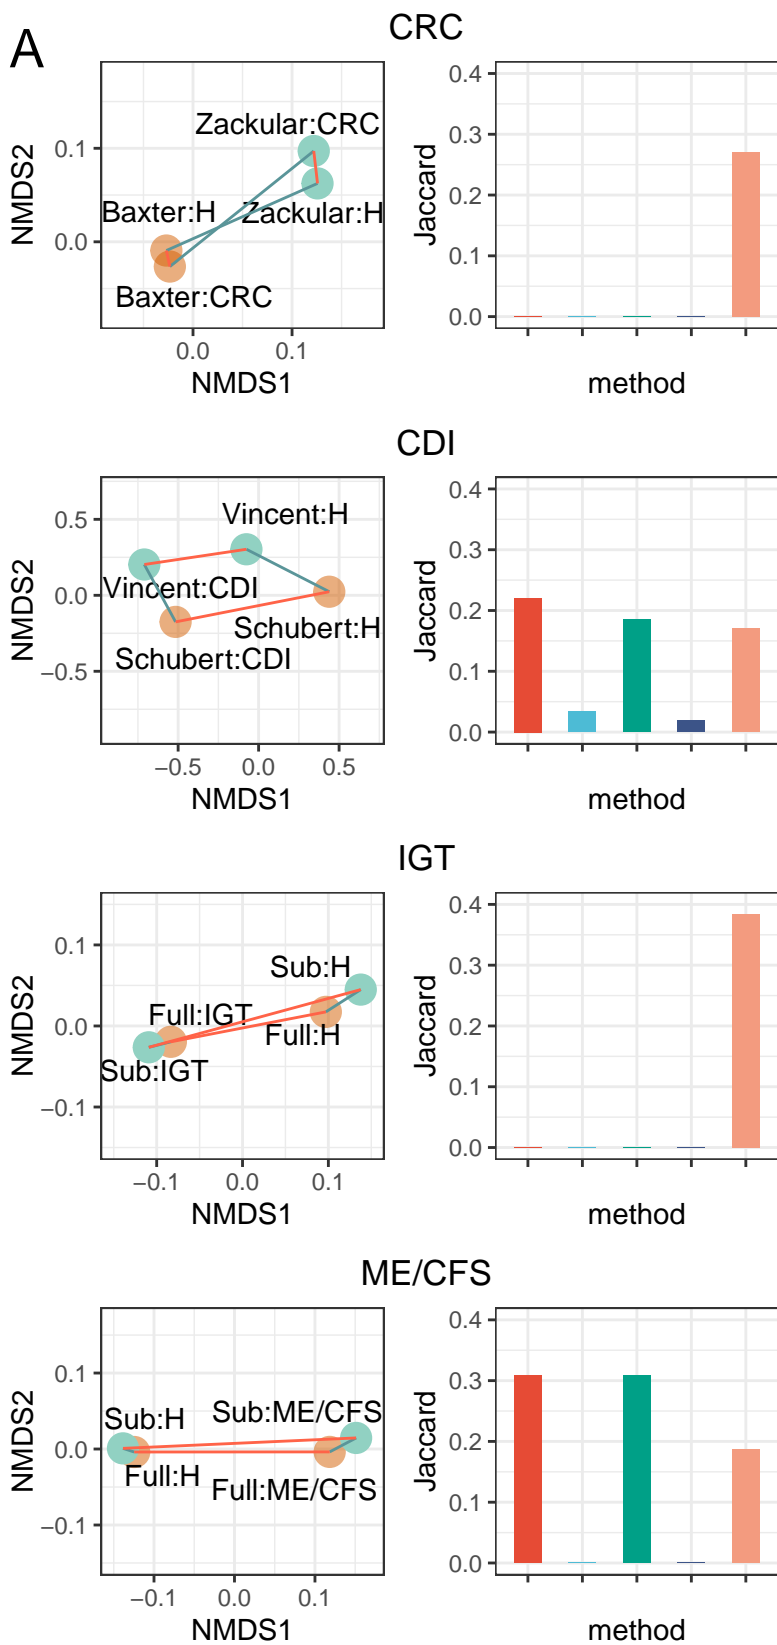 A
CRC
NMDS2
0.1
0.0
Zackular:CRC
Baxter:H
Zackular:H
Baxter:CRC
0.0 0.1
NMDS1
Jaccard
0.4
0.3
0.2
0.1
0.0
method
CDI
NMDS2
0.5
0.0
−0.5
Vincent:H
Vincent:CDI
Schubert:H
Schubert:CDI
−0.5 0.0 0.5
NMDS1
Jaccard
0.4
0.3
0.2
0.1
0.0
method
IGT
NMDS2
0.1
0.0
−0.1
Sub:H
Full:IGT
Full:H
Sub:IGT
−0.1 0.0 0.1
NMDS1
Jaccard
0.4
0.3
0.2
0.1
0.0
method
ME/CFS
NMDS2
0.1
0.0
−0.1
Sub:H
Sub:ME/CFS
Full:H
Full:ME/CFS
−0.1 0.0 0.1
NMDS1
Jaccard
0.4
0.3
0.2
0.1
0.0
method